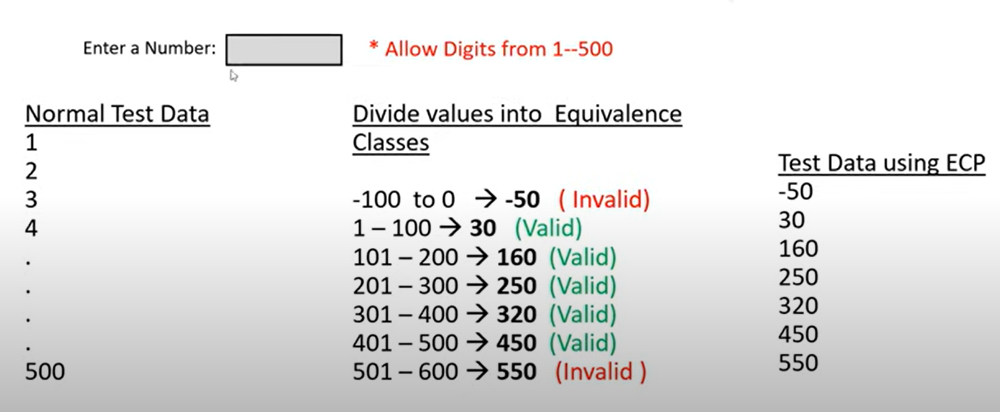 Enter a Number:
* Allow Digits from 1--500
Normal Test Data
1
2
3
4
.
.
.
.
500
Divide values into Equivalence
Classes
-100 to 0 → -50 ( Invalid)
1 – 100 → 30 (Valid)
101 – 200 → 160 (Valid)
201 – 300 → 250 (Valid)
301 – 400 → 320 (Valid)
401 – 500 → 450 (Valid)
501 – 600 → 550 (Invalid )
Test Data using ECP
-50
30
160
250
320
450
550